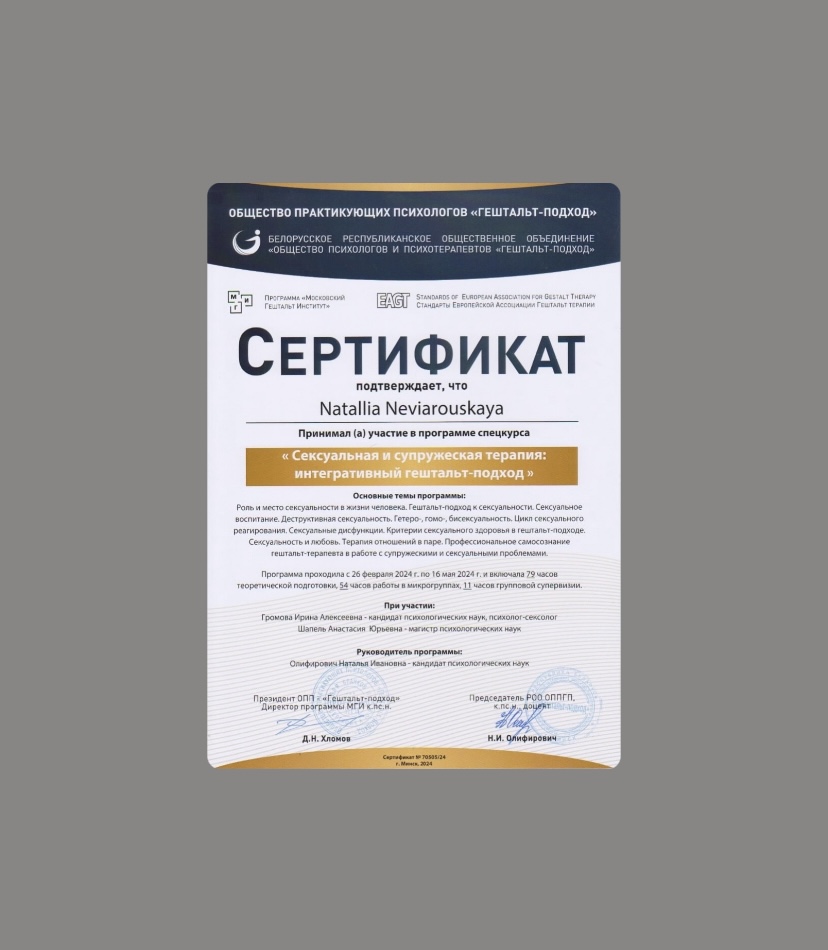 ОБЩЕСТВО ПРАКТИКУЮЩИХ ПСИХОЛОГОВ «ГЕШТАЛЬТ-ПОДХОД»
БЕЛОРУССКОЕ РЕСПУБЛИКАНСКОЕ ОБЩЕСТВЕННОЕ ОБЪЕДИНЕНИЕ
«ОБЩЕСТВО ПСИХОЛОГОВ И ПСИХОТЕРАПЕВТОВ «ГЕШТАЛЬТ-ПОДХОД»
М И Г
Программа «Московский
Гештальт Институт»
EAGT
Standards of European Association for Gestalt Therapy
Стандарты Европейской Ассоциации Гештальт терапии
Сертификат
подтверждает, что
Natallia Neviarouskaya
Принимал (а) участие в программе спецкурса
« Сексуальная и супружеская терапия:
интегративный гештальт-подход »
Основные темы программы:
Роль и место сексуальности в жизни человека. Гештальт-подход к сексуальности. Сексуальное
воспитание. Деструктивная сексуальность. Гетеро-, гомо-, бисексуальность. Цикл сексуального
реагирования. Сексуальные дисфункции. Критерии сексуального здоровья в гештальт-подходе.
Сексуальность и любовь. Терапия отношений в паре. Профессиональное самосознание
гештальт-терапевта в работе с супружескими и сексуальными проблемами.
Программа проходила с 26 февраля 2024 г. по 16 мая 2024 г. и включала 79 часов
теоретической подготовки, 54 часов работы в микрогруппах, 11 часов групповой супервизии.
При участии:
Громова Ирина Алексеевна - кандидат психологических наук, психолог-сексолог
Шапель Анастасия Юрьевна - магистр психологических наук
Руководитель программы:
Олифирович Наталья Ивановна - кандидат психологических наук
Президент ОПП - «Гештальт-подход»
Директор программы МГИ к.пс.н.
Д.Н. Хломов
Председатель РОО ОППГП,
к.пс.н., доцент
Н.И. Олифирович
Сертификат № 70505/24
г. Минск, 2024